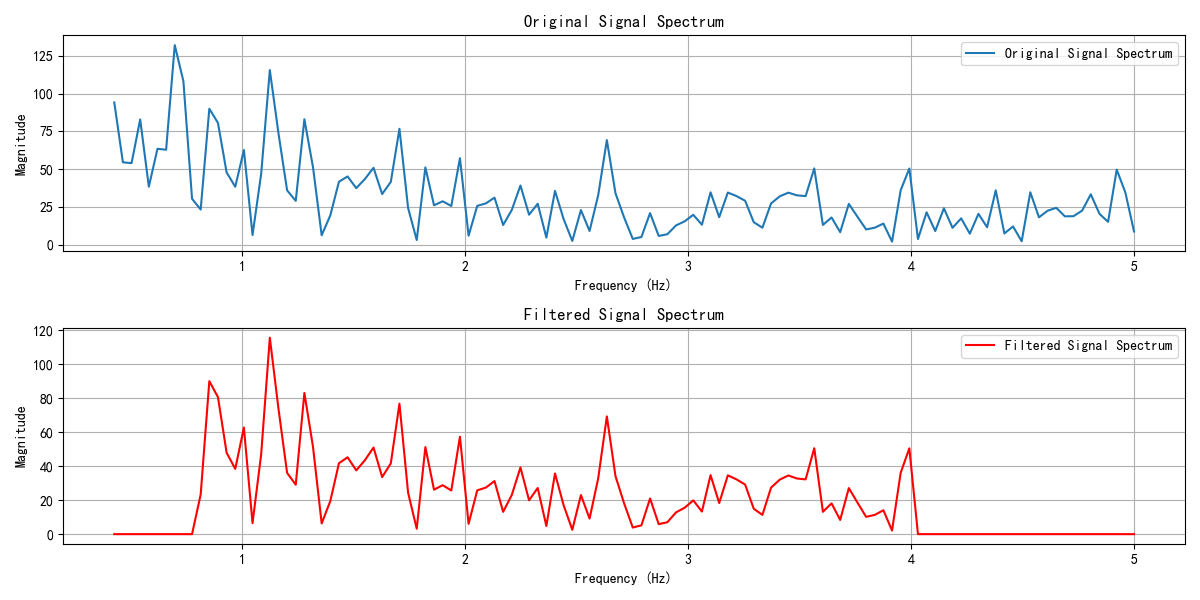 Original Signal Spectrum
Original Signal Spectrum
Magnitude
125
100
75
50
25
0
1 2 3 4 5
Frequency (Hz)
Filtered Signal Spectrum
Filtered Signal Spectrum
Magnitude
120
100
80
60
40
20
0
1 2 3 4 5
Frequency (Hz)